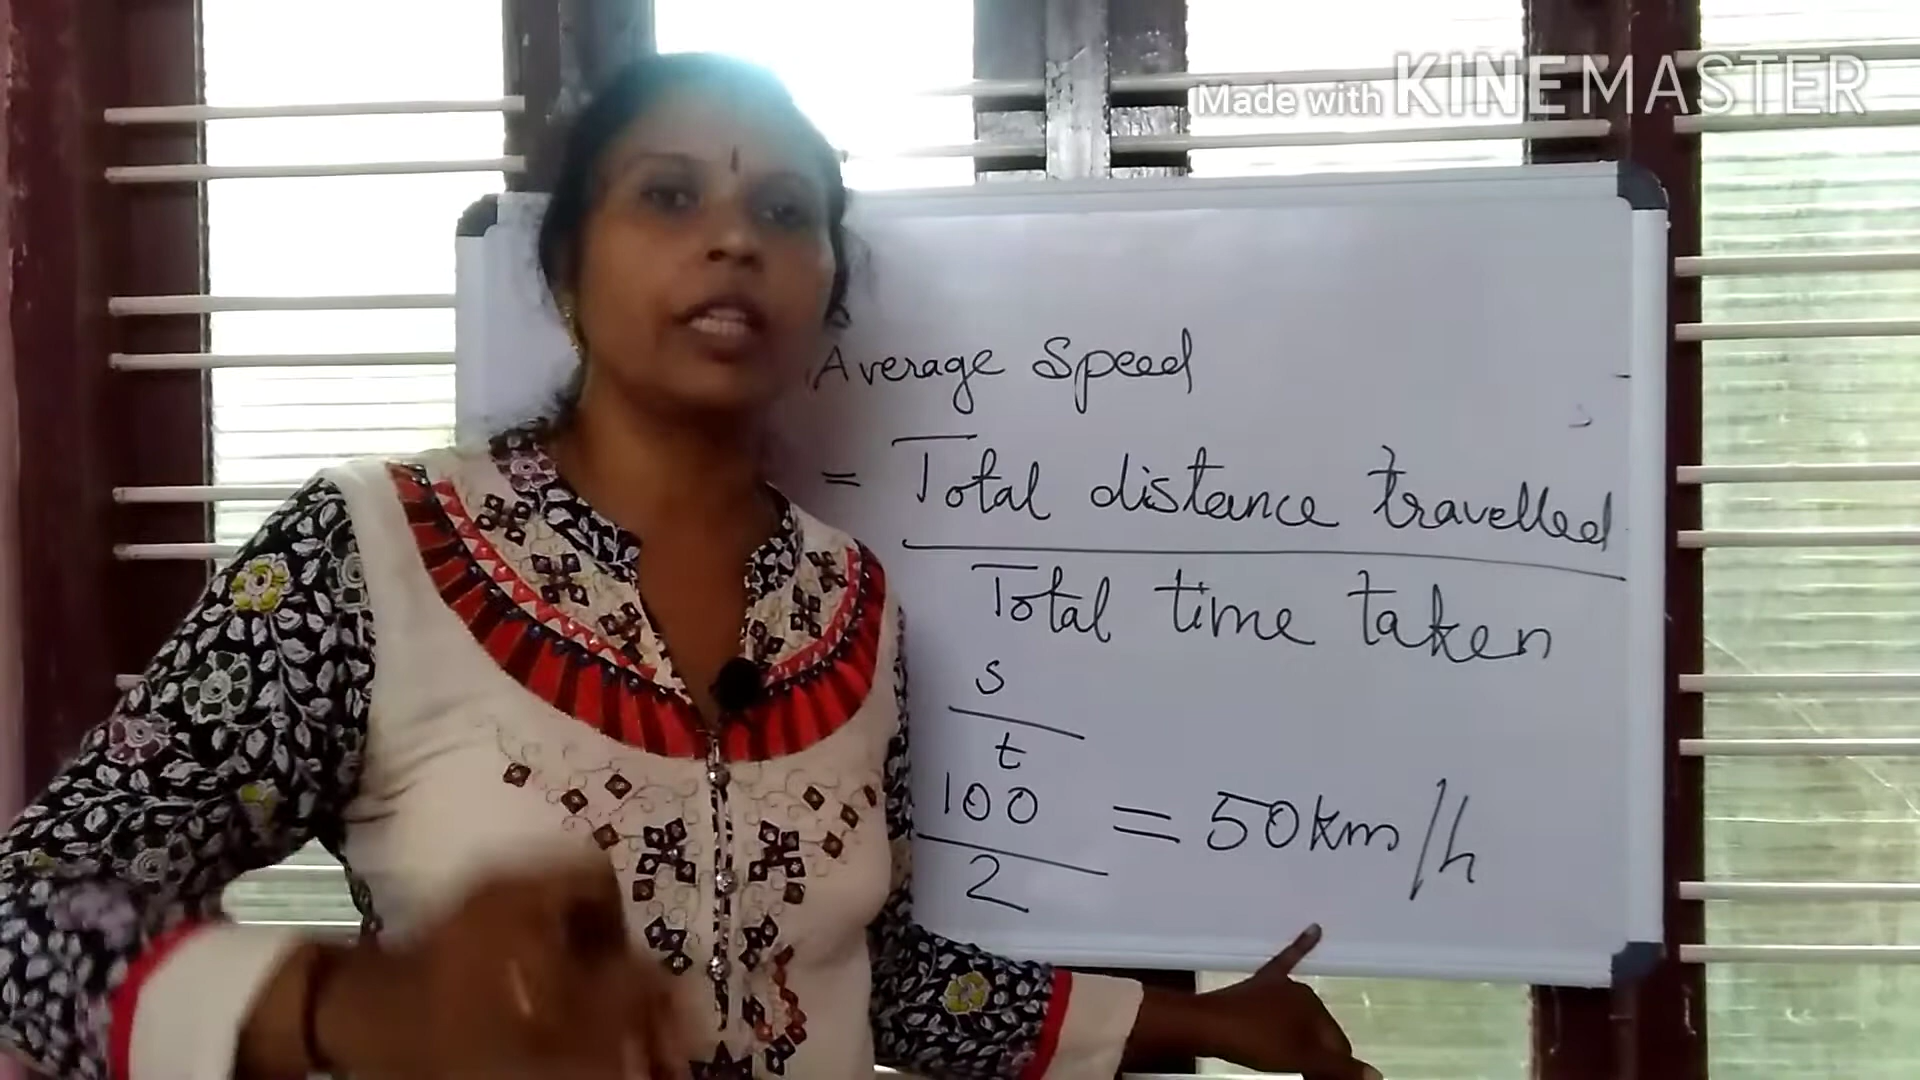 Made with KINEMASTER
Average Speed
= Total distance travelled
Total time taken
s
t
100
2
= 50km/h